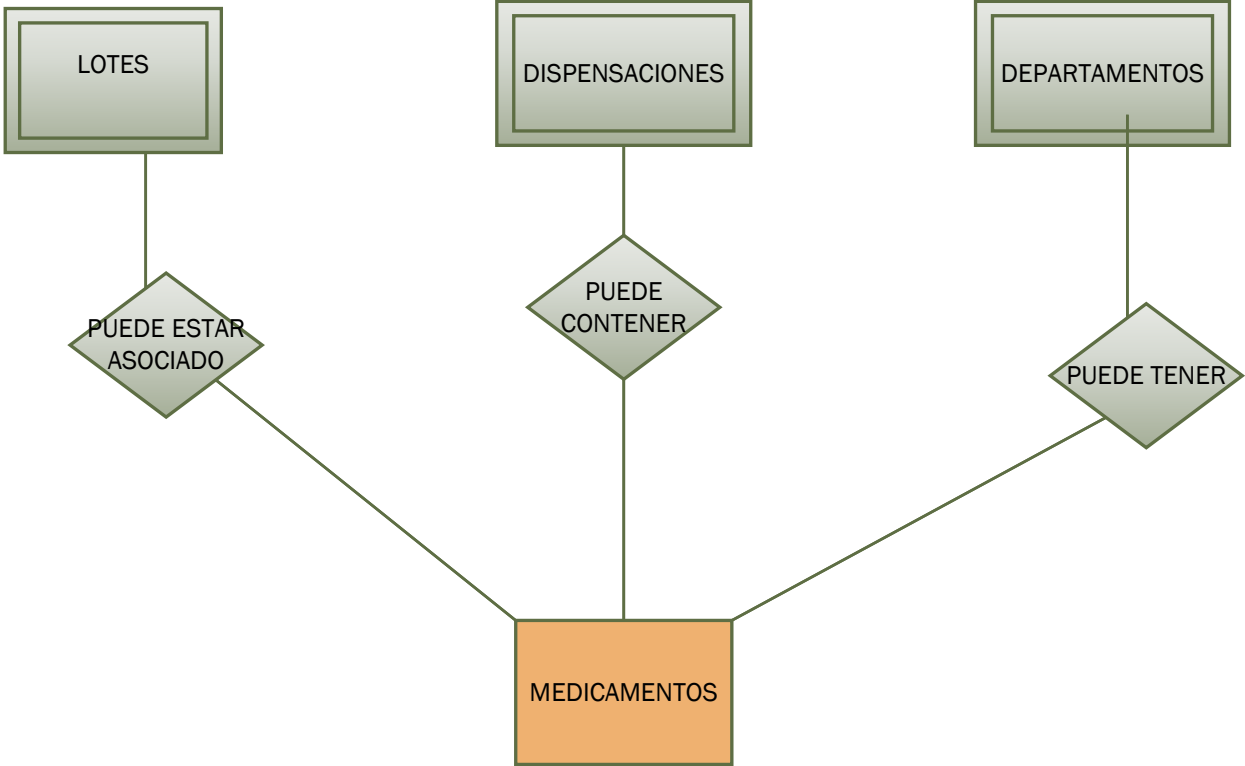 LOTES
DISPENSACIONES
DEPARTAMENTOS
PUEDE ESTAR
ASOCIADO
PUEDE
CONTENER
PUEDE TENER
MEDICAMENTOS